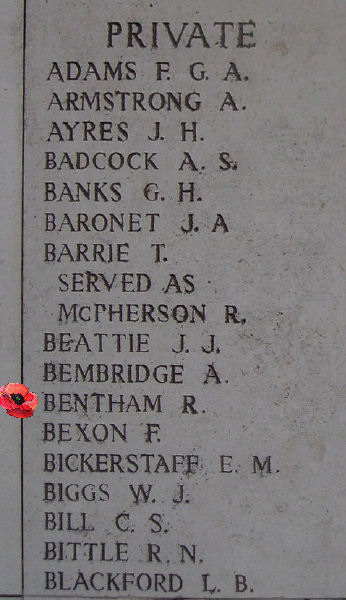 PRIVATE
ADAMS F. G. A.
ARMSTRONG A.
AYRES J. H.
BADCOCK A. S.
BANKS G. H.
BARONET J. A
BARRIE T.
SERVED AS
McPHERSON R.
BEATTIE J. J.
BEMBRIDGE A.
BENTHAM R.
BEXON F.
BICKERSTAFF E. M.
BIGGS W. J.
BILL C. S.
BITTLE R. N.
BLACKFORD L. B.